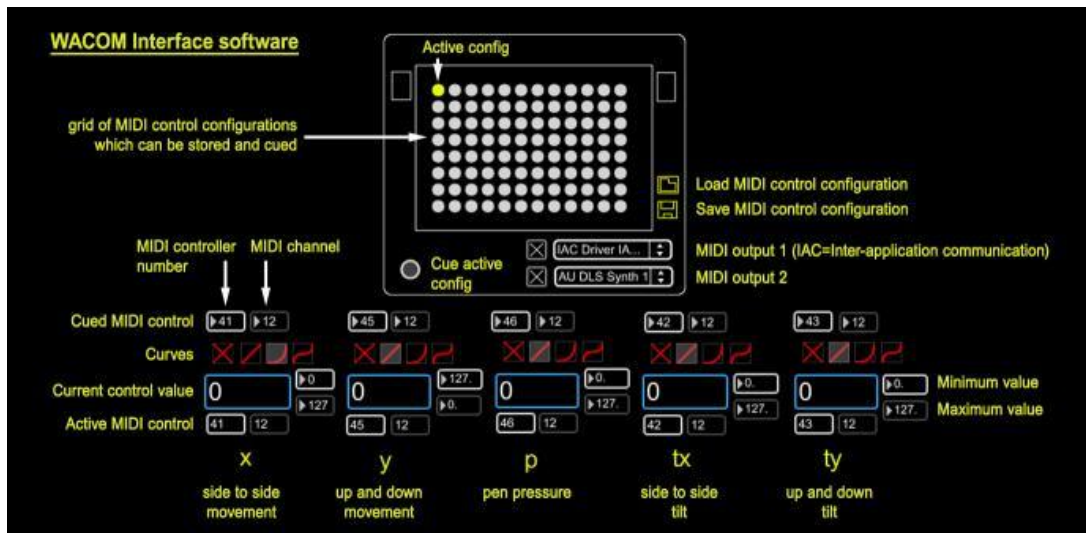 WACOM Interface software
Active config
grid of MIDI control configurations
which can be stored and cued
Load MIDI control configuration
Save MIDI control configuration
MIDI controller
number
MIDI channel
Cue active
config
IAC Driver IA...
MIDI output 1 (IAC=Inter-application communication)
AU DLS Synth 1
MIDI output 2
Cued MIDI control
41 12
45 12
46 12
42 12
43 12
Curves
Current control value
0 0 127
0 127. 0.
0 0. 127.
0 0. 127.
0 0. 127.
Minimum value
Maximum value
Active MIDI control
41 12
45 12
46 12
42 12
43 12
x
y
p
tx
ty
side to side
movement
up and down
movement
pen pressure
side to side
tilt
up and down
tilt